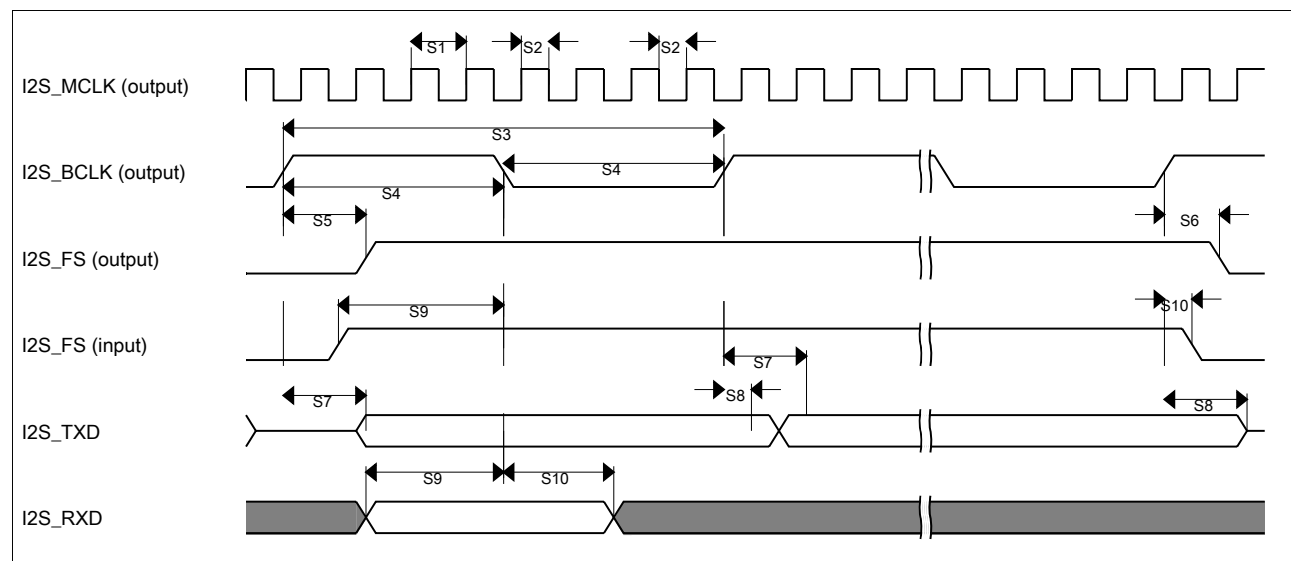 S1 S2 S2
I2S_MCLK (output)
S3
I2S_BCLK (output)
S4
S4
S5 S6
I2S_FS (output)
S9 S10
I2S_FS (input)
S7
S8
S7 S8
I2S_TXD
S9 S10
I2S_RXD